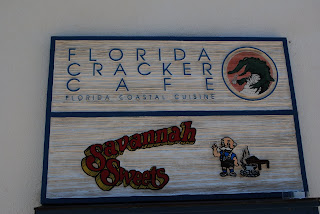 FLORIDA
CRACKER
CAFE
FLORIDA COASTAL CUISINE
Savannah
Sweets